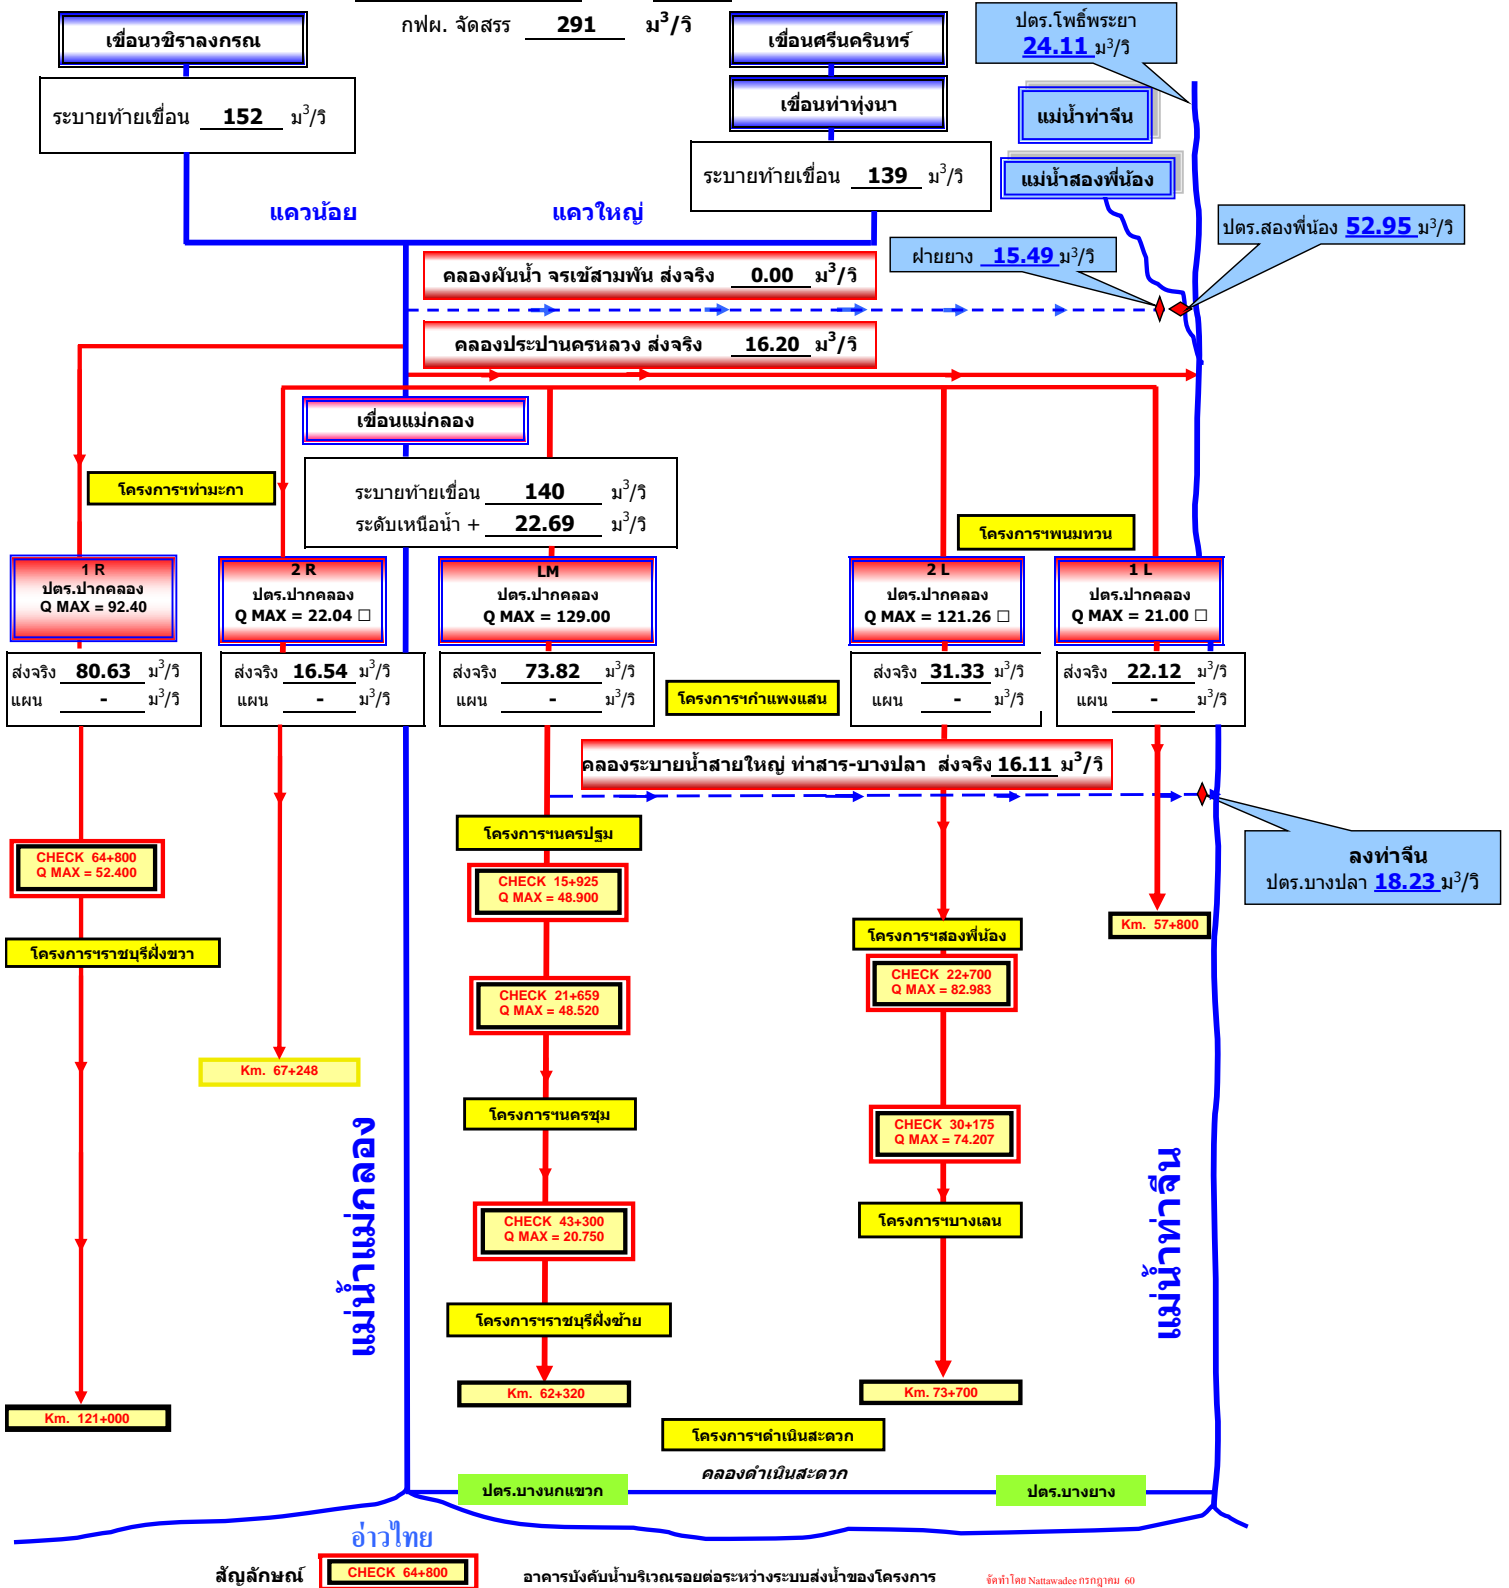 กฟผ. จัดสรร 291 ม³/วิ
เขื่อนวชิราลงกรณ
เขื่อนศรีนครินทร์
ปตร.โพธิ์พระยา
24.11 ม³/วิ
เขื่อนท่าทุ่งนา
แม่น้ำท่าจีน
ระบายท้ายเขื่อน 152 ม³/วิ
ระบายท้ายเขื่อน 139 ม³/วิ
แม่น้ำสองพี่น้อง
แควน้อย
แควใหญ่
ปตร.สองพี่น้อง 52.95 ม³/วิ
ฝายยาง 15.49 ม³/วิ
คลองผันน้ำ จรเข้สามพัน ส่งจริง 0.00 ม³/วิ
คลองประปานครหลวง ส่งจริง 16.20 ม³/วิ
เขื่อนแม่กลอง
โครงการฯท่ามะกา
ระบายท้ายเขื่อน 140 ม³/วิ
ระดับเหนือน้ำ + 22.69 ม³/วิ
โครงการฯพนมทวน
1 R
ปตร.ปากคลอง
Q MAX = 92.40
2 R
ปตร.ปากคลอง
Q MAX = 22.04 □
LM
ปตร.ปากคลอง
Q MAX = 129.00
2 L
ปตร.ปากคลอง
Q MAX = 121.26 □
1 L
ปตร.ปากคลอง
Q MAX = 21.00 □
ส่งจริง 80.63 ม³/วิ
แผน - ม³/วิ
ส่งจริง 16.54 ม³/วิ
แผน - ม³/วิ
ส่งจริง 73.82 ม³/วิ
แผน - ม³/วิ
โครงการฯกำแพงแสน
ส่งจริง 31.33 ม³/วิ
แผน - ม³/วิ
ส่งจริง 22.12 ม³/วิ
แผน - ม³/วิ
คลองระบายน้ำสายใหญ่ ท่าสาร-บางปลา ส่งจริง 16.11 ม³/วิ
โครงการฯนครปฐม
ลงท่าจีน
ปตร.บางปลา 18.23 ม³/วิ
CHECK 64+800
Q MAX = 52.400
CHECK 15+925
Q MAX = 48.900
Km. 57+800
โครงการฯราชบุรีฝั่งขวา
โครงการฯสองพี่น้อง
CHECK 22+700
Q MAX = 82.983
CHECK 21+659
Q MAX = 48.520
Km. 67+248
โครงการฯนครชุม
CHECK 30+175
Q MAX = 74.207
แม่น้ำแม่กลอง
แม่น้ำท่าจีน
CHECK 43+300
Q MAX = 20.750
โครงการฯบางเลน
โครงการฯราชบุรีฝั่งซ้าย
Km. 62+320
Km. 73+700
Km. 121+000
โครงการฯดำเนินสะดวก
คลองดำเนินสะดวก
ปตร.บางนกแขวก
ปตร.บางยาง
อ่าวไทย
สัญลักษณ์ CHECK 64+800 อาคารบังคับน้ำบริเวณรอยต่อระหว่างระบบส่งน้ำของโครงการ
จัดทำโดย Nattawadee กรกฎาคม 60